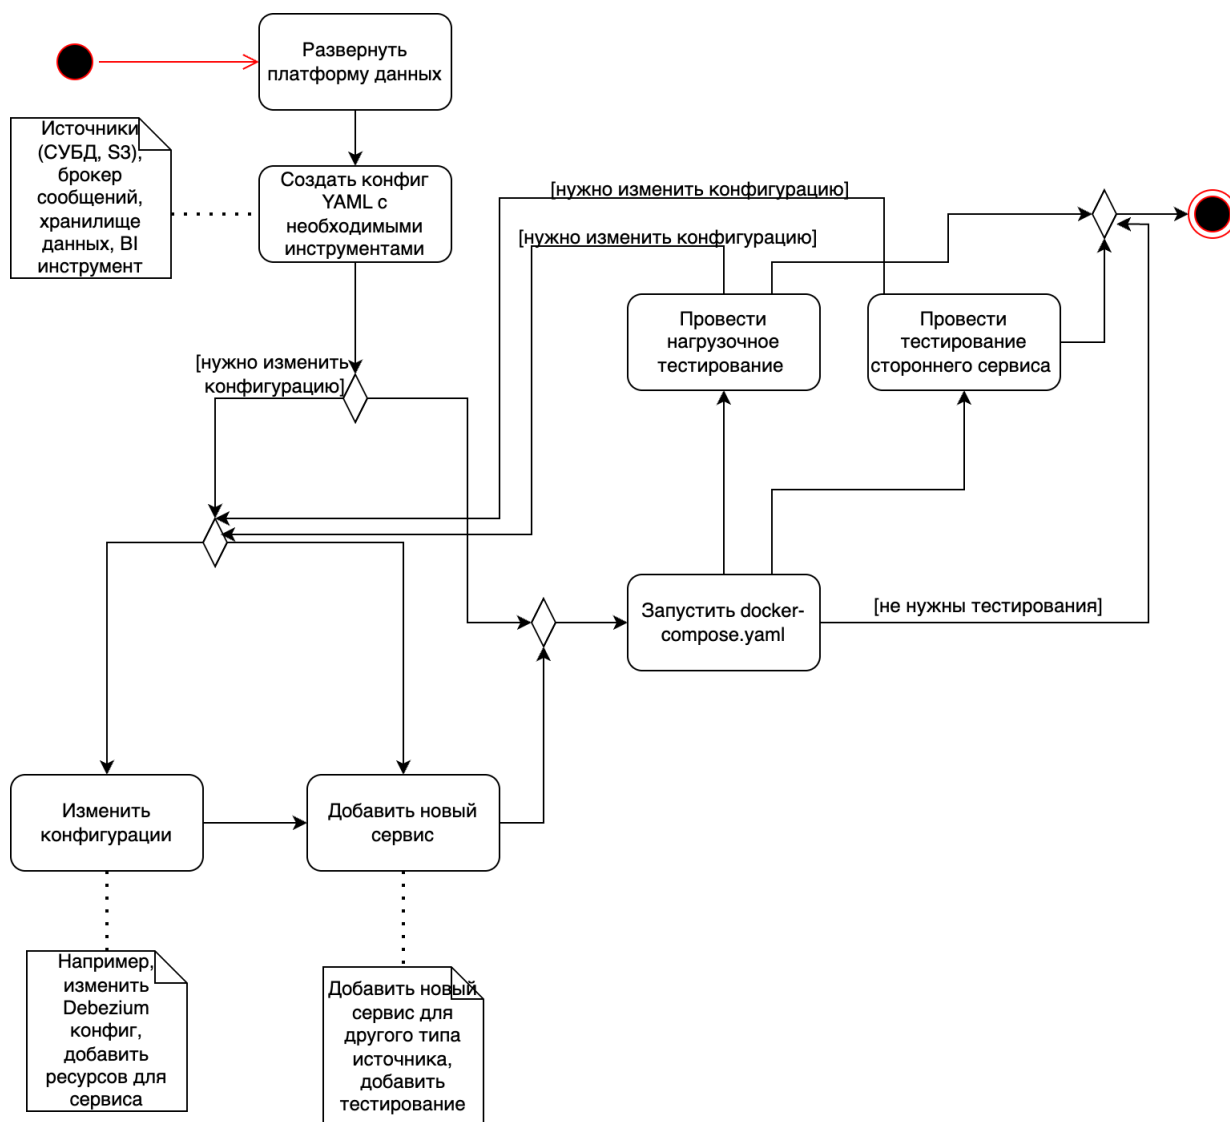 Развернуть
платформу данных
Источники
(СУБД, S3),
брокер
сообщений,
хранилище
данных, BI
инструмент
Создать конфиг
YAML с
необходимыми
инструментами
[нужно изменить конфигурацию]
[нужно изменить конфигурацию]
Провести
нагрузочное
тестирование
Провести
тестирование
стороннего сервиса
[нужно изменить
конфигурацию]
Запустить docker-
compose.yaml
[не нужны тестирования]
Изменить
конфигурации
Добавить новый
сервис
Например,
изменить
Debezium
конфиг,
добавить
ресурсов для
сервиса
Добавить новый
сервис для
другого типа
источника,
добавить
тестирование